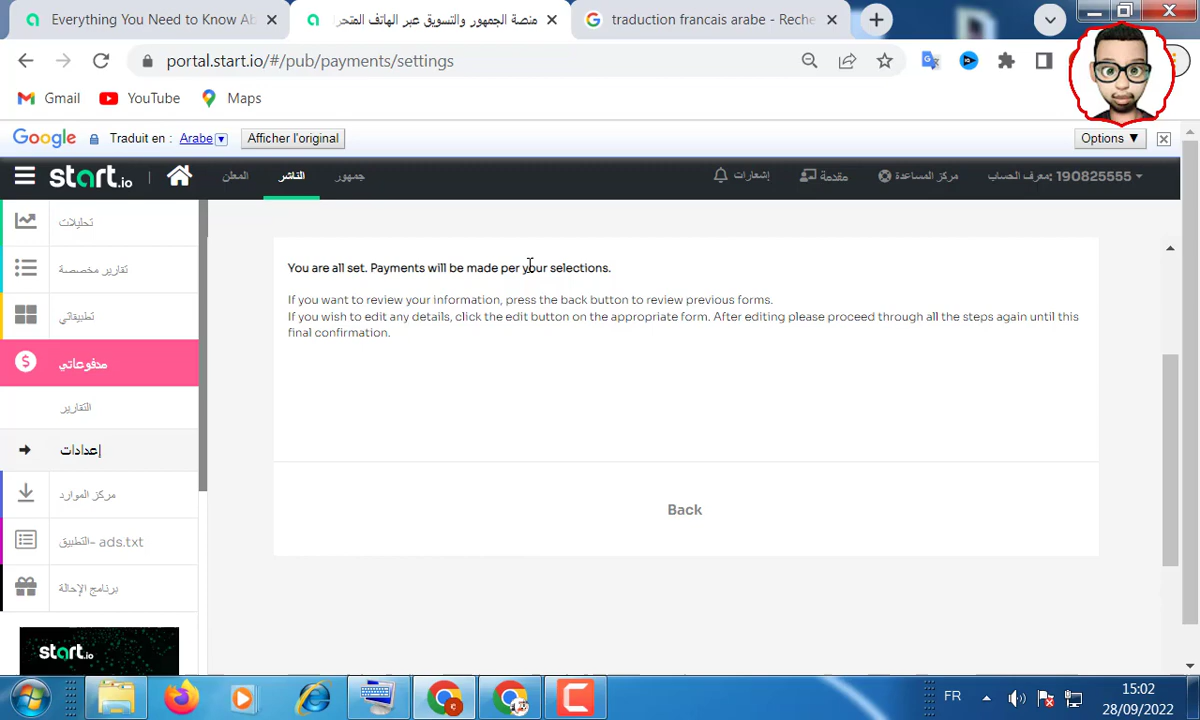 Everything You Need to Know Ab
منصة الجمهور والتسويق عبر الهاتف المتحر
traduction francais arabe - Reche
portal.start.io/#/pub/payments/settings
Gmail
YouTube
Maps
Google
Traduit en :
Arabe
Afficher l'original
Options ▼
start.io
المعلن
الناشر
جمهور
إشعارات
مقدمة
مركز المساعدة
معرف الحساب: 190825555
تحليلات
تقارير مخصصة
تطبيقاتي
مدفوعاتي
التقارير
إعدادات
مركز الموارد
التطبيق- ads.txt
برنامج الإحالة
start.io
You are all set. Payments will be made per your selections.
If you want to review your information, press the back button to review previous forms.
If you wish to edit any details, click the edit button on the appropriate form. After editing please proceed through all the steps again until this
final confirmation.
Back
FR
15:02
28/09/2022